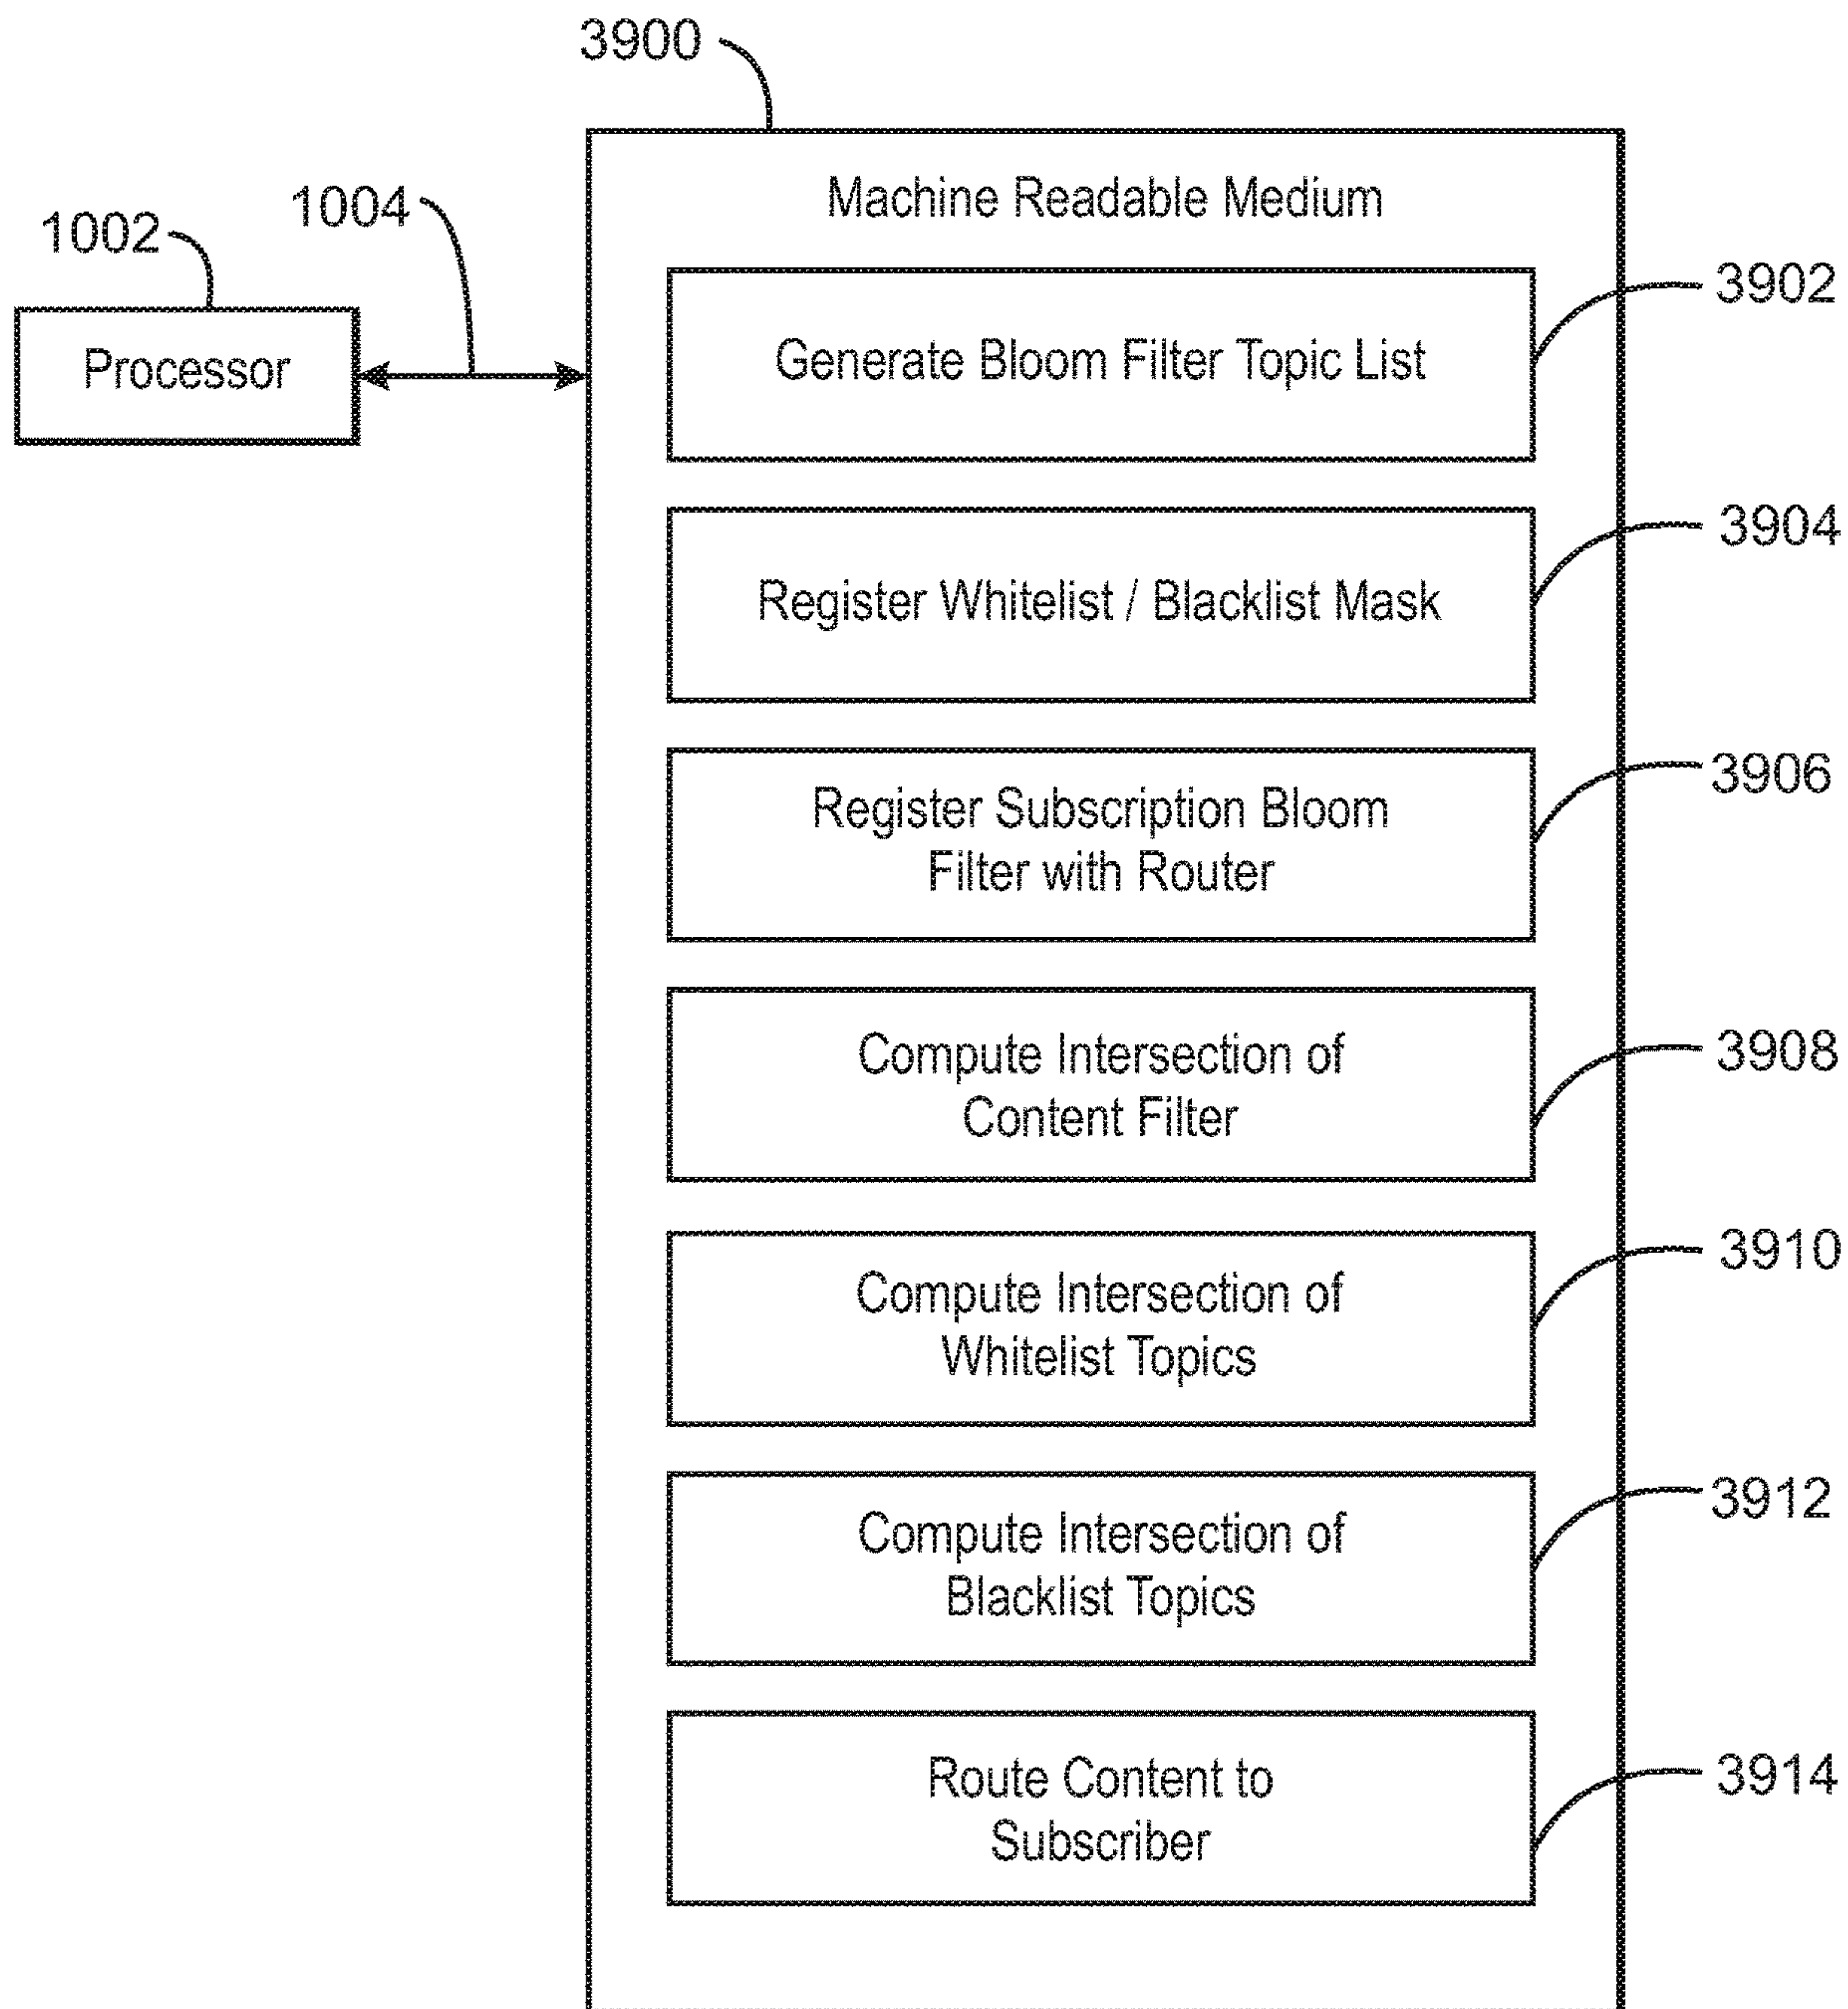 3900
Machine Readable Medium
1002
1004
Processor
Generate Bloom Filter Topic List
3902
Register Whitelist / Blacklist Mask
3904
Register Subscription Bloom
Filter with Router
3906
Compute Intersection of
Content Filter
3908
Compute Intersection of
Whitelist Topics
3910
Compute Intersection of
Blacklist Topics
3912
Route Content to
Subscriber
3914